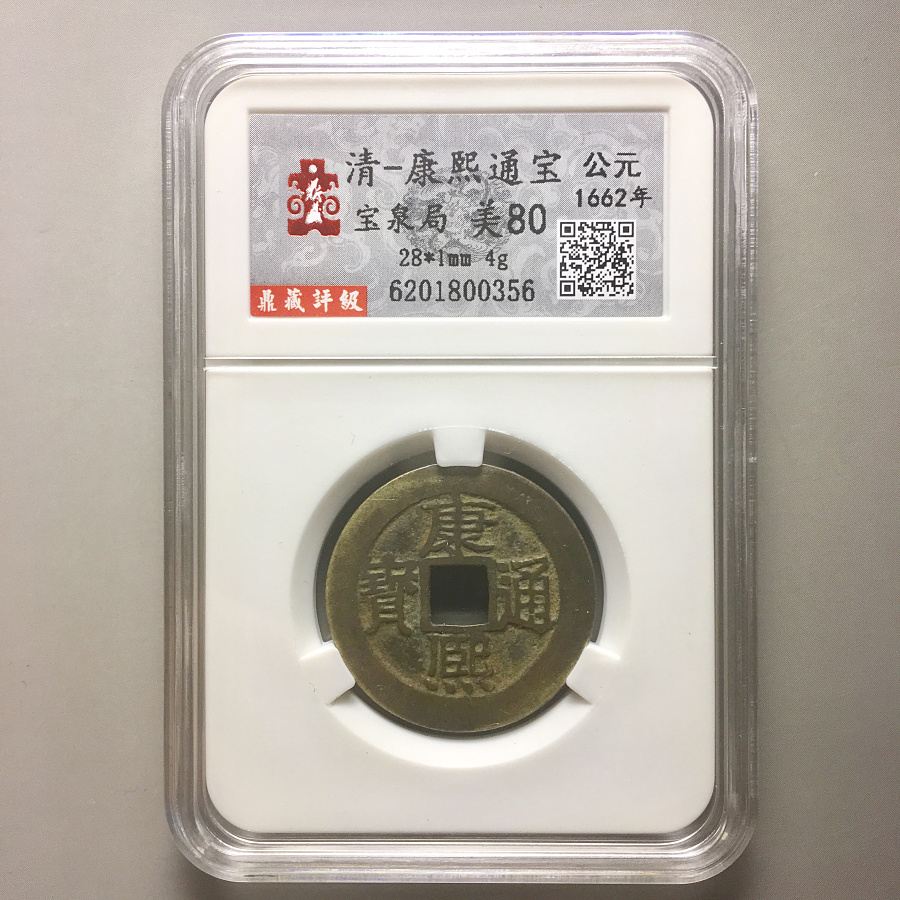 清-康熙通宝
公元
1662年
宝泉局 美80
28*1mm 4g
6201800356
鼎藏評級
康熙通寶